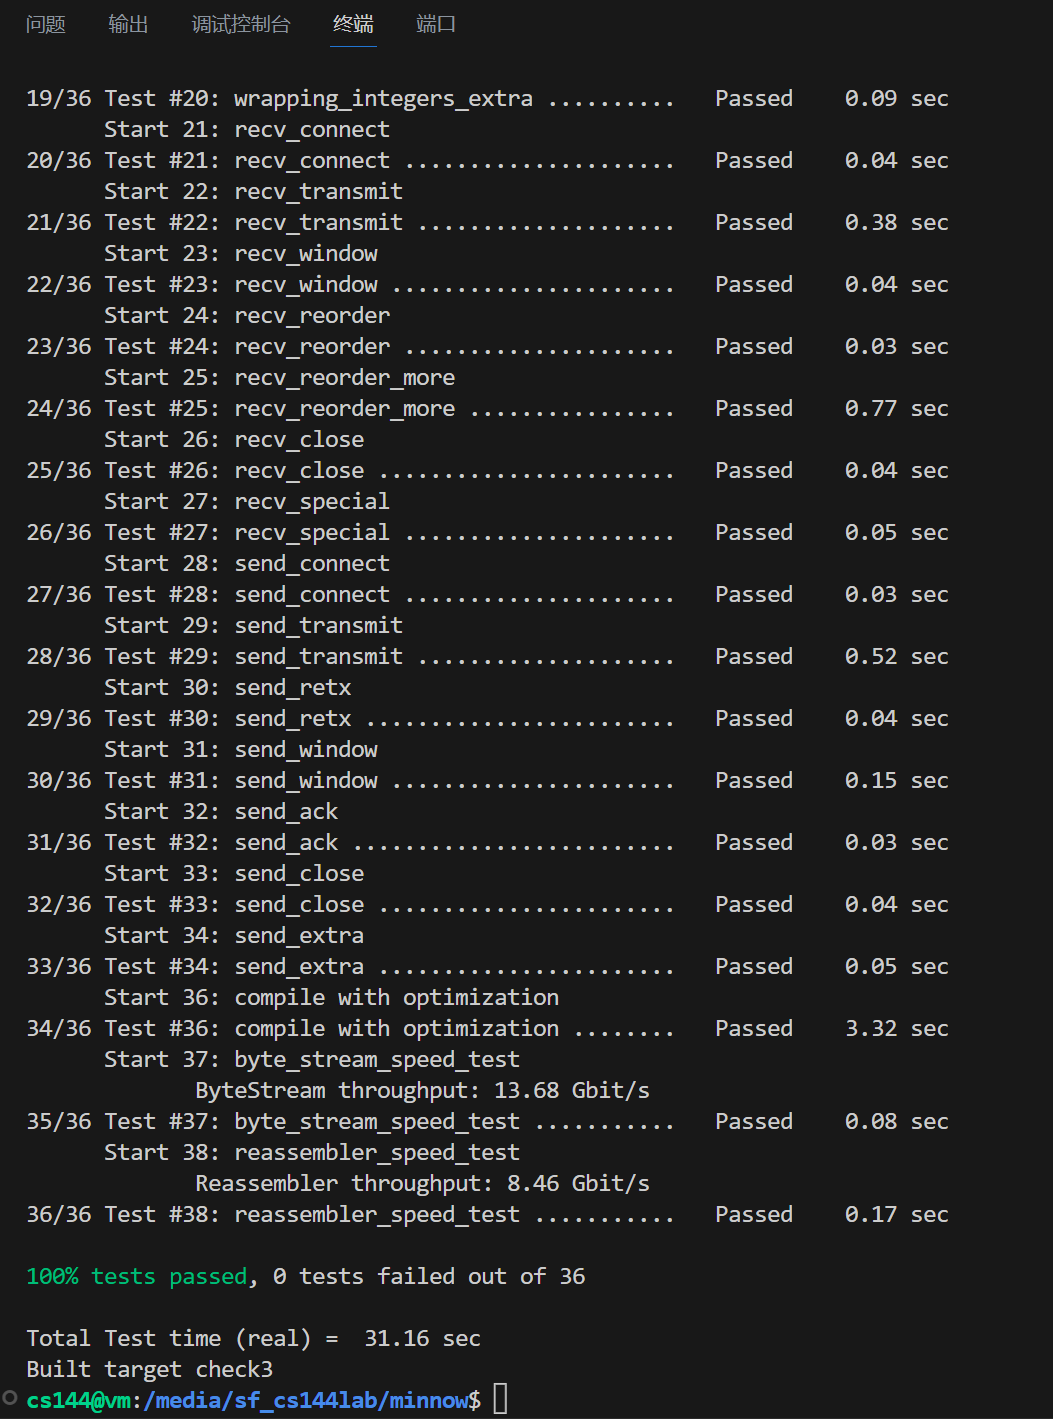 问题 输出 调试控制台 终端 端口
19/36 Test #20: wrapping_integers_extra ..........   Passed    0.09 sec
      Start 21: recv_connect
20/36 Test #21: recv_connect .....................   Passed    0.04 sec
      Start 22: recv_transmit
21/36 Test #22: recv_transmit ....................   Passed    0.38 sec
      Start 23: recv_window
22/36 Test #23: recv_window ......................   Passed    0.04 sec
      Start 24: recv_reorder
23/36 Test #24: recv_reorder .....................   Passed    0.03 sec
      Start 25: recv_reorder_more
24/36 Test #25: recv_reorder_more ................   Passed    0.77 sec
      Start 26: recv_close
25/36 Test #26: recv_close .......................   Passed    0.04 sec
      Start 27: recv_special
26/36 Test #27: recv_special .....................   Passed    0.05 sec
      Start 28: send_connect
27/36 Test #28: send_connect .....................   Passed    0.03 sec
      Start 29: send_transmit
28/36 Test #29: send_transmit ....................   Passed    0.52 sec
      Start 30: send_retx
29/36 Test #30: send_retx ........................   Passed    0.04 sec
      Start 31: send_window
30/36 Test #31: send_window ......................   Passed    0.15 sec
      Start 32: send_ack
31/36 Test #32: send_ack .........................   Passed    0.03 sec
      Start 33: send_close
32/36 Test #33: send_close .......................   Passed    0.04 sec
      Start 34: send_extra
33/36 Test #34: send_extra .......................   Passed    0.05 sec
      Start 36: compile with optimization
34/36 Test #36: compile with optimization ........   Passed    3.32 sec
      Start 37: byte_stream_speed_test
             ByteStream throughput: 13.68 Gbit/s
35/36 Test #37: byte_stream_speed_test ...........   Passed    0.08 sec
      Start 38: reassembler_speed_test
             Reassembler throughput: 8.46 Gbit/s
36/36 Test #38: reassembler_speed_test ...........   Passed    0.17 sec
100% tests passed, 0 tests failed out of 36
Total Test time (real) =  31.16 sec
Built target check3
cs144@vm:/media/sf_cs144lab/minnow$